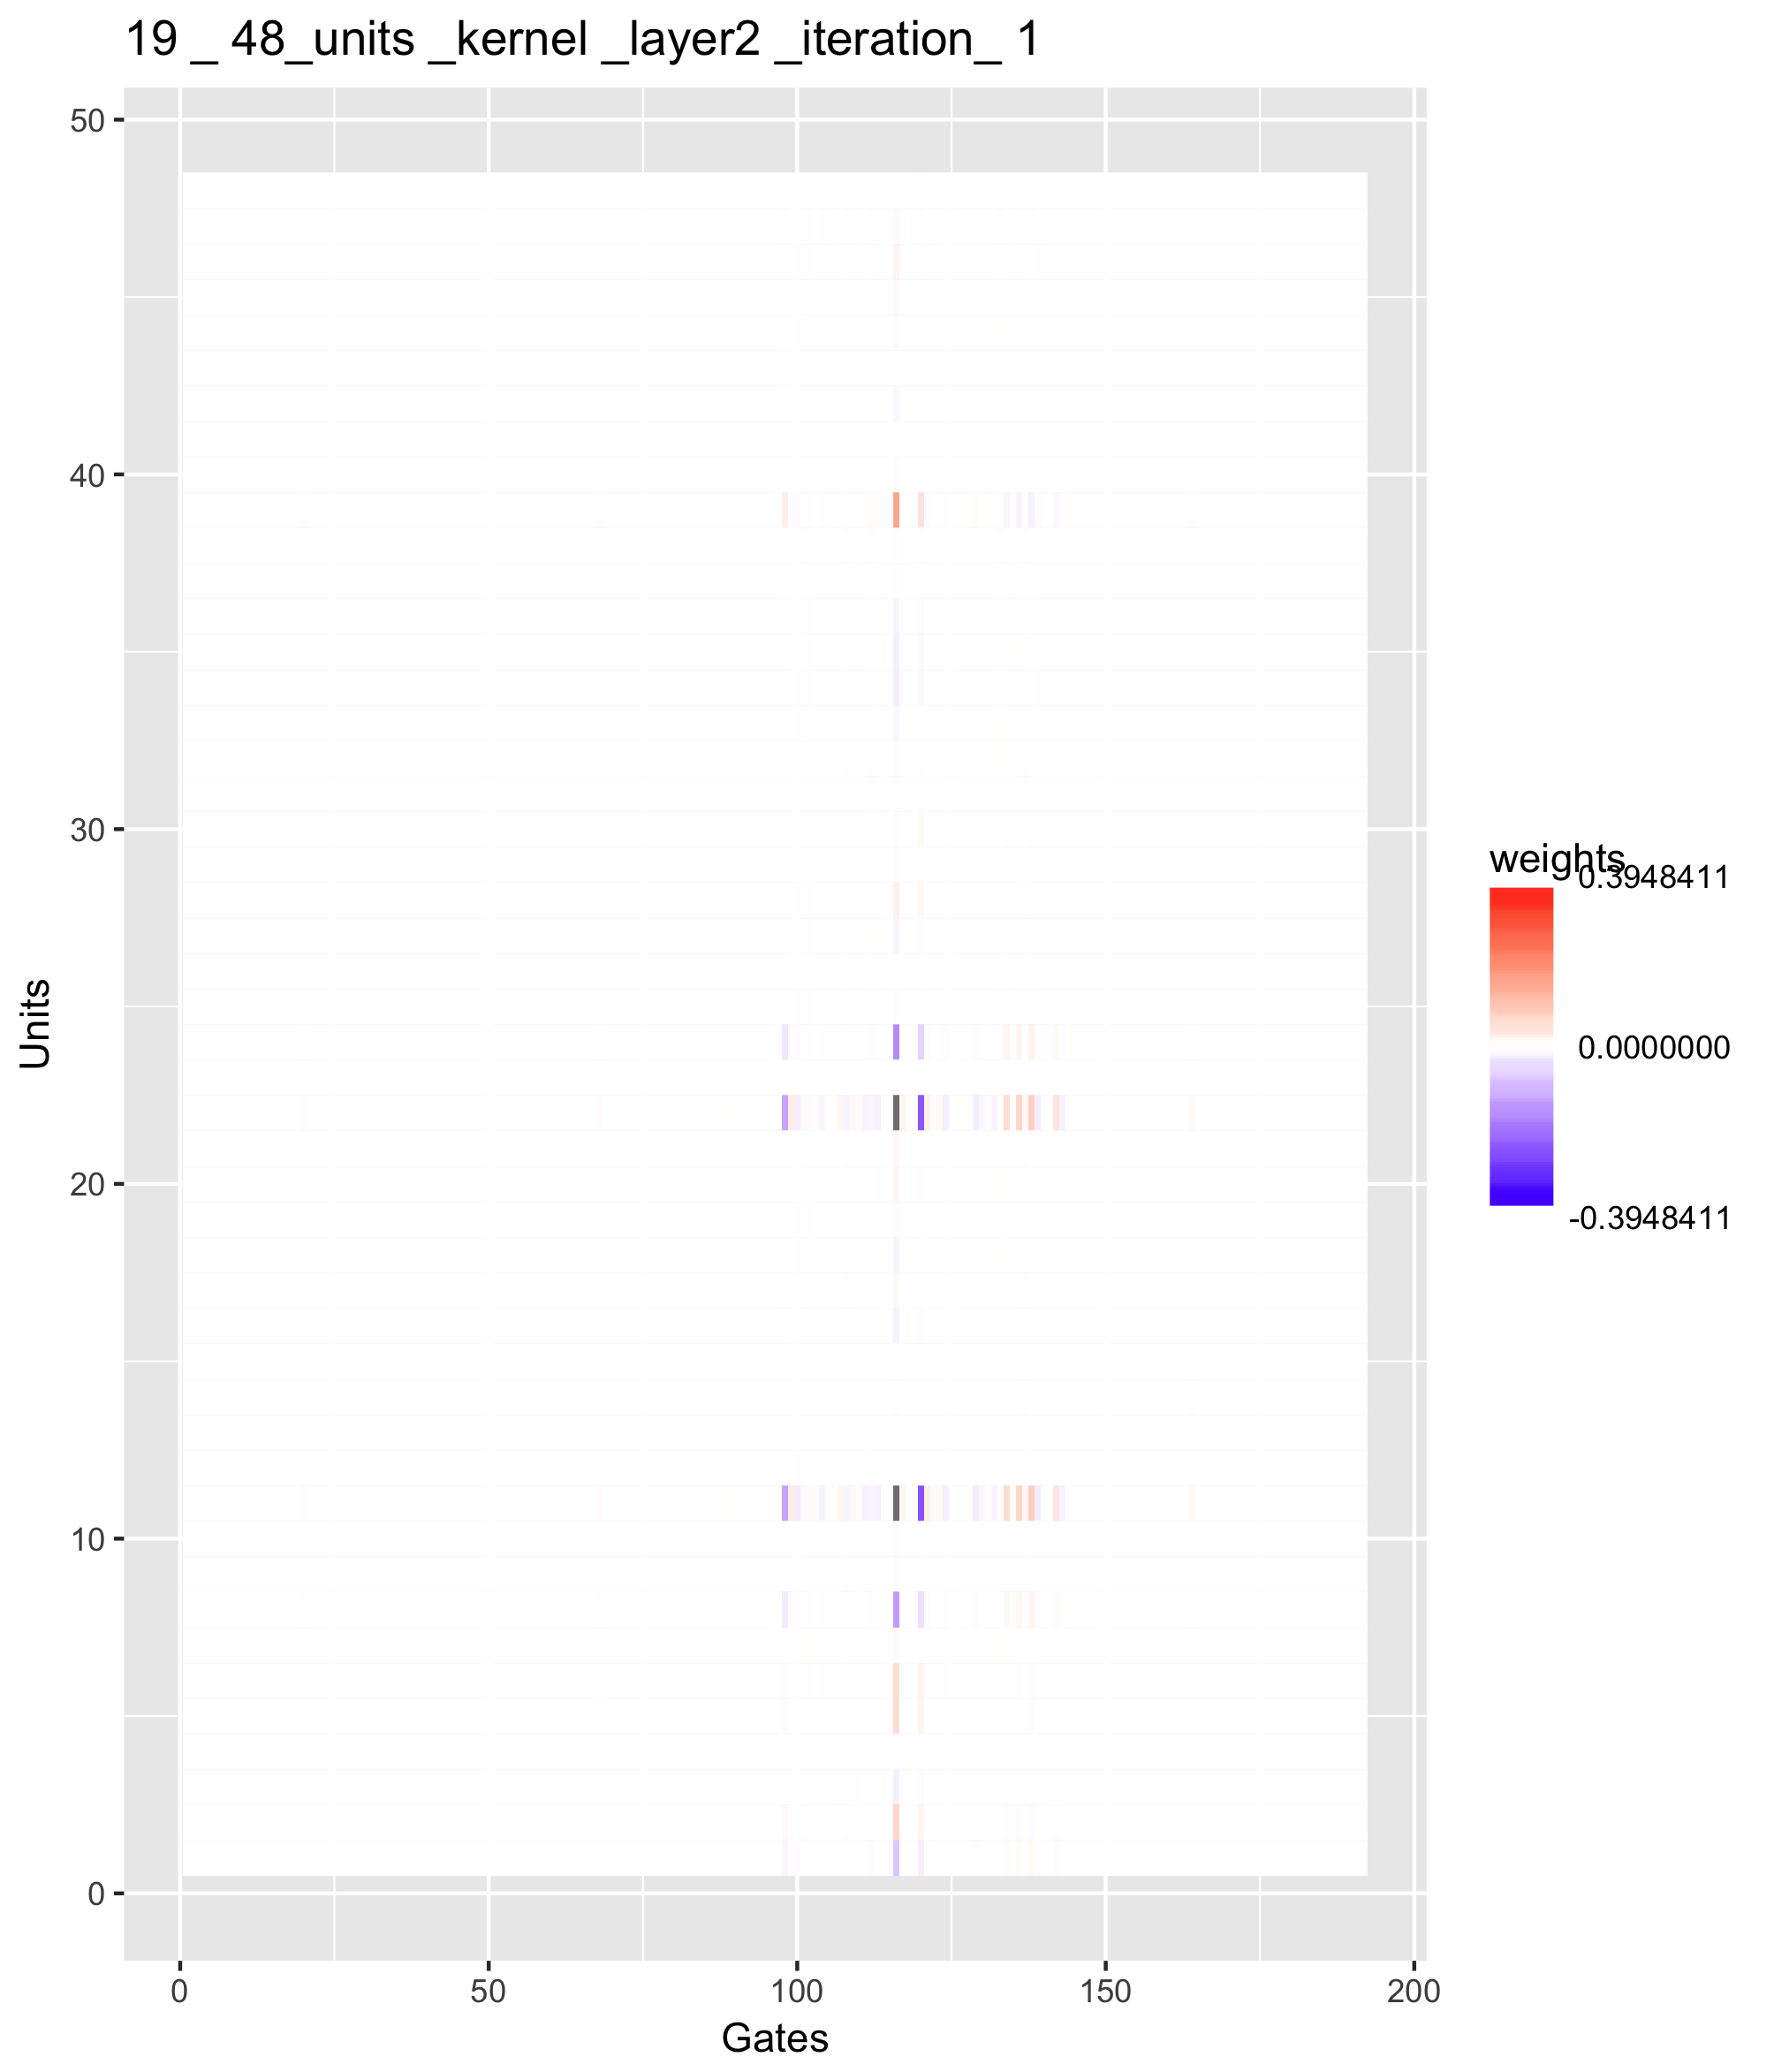 19 _ 48_units _kernel _layer2 _iteration_ 1
50
40
30
20
10
0
Units
0 50 100 150 200
Gates
weights
0.3948411
0.0000000
-0.3948411